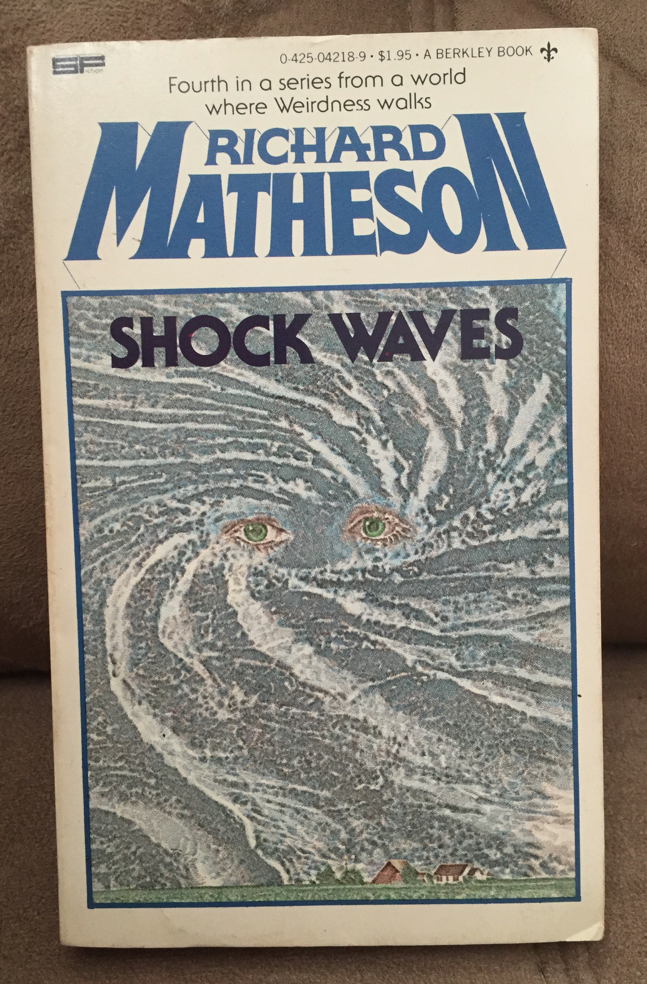 SF
0-425-04218-9 • $1.95 • A BERKLEY BOOK
Fourth in a series from a world
where Weirdness walks
RICHARD
MATHESON
SHOCK WAVES